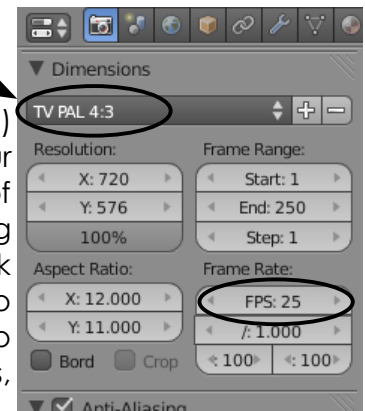 Dimensions
TV PAL 4:3
Resolution: Frame Range:
X: 720 Start: 1
Y: 576 End: 250
100% Step: 1
Aspect Ratio: Frame Rate:
X: 12.000 FPS: 25
Y: 11.000 /: 1.000
Bord Crop : 100 : 100
Anti-Aliasing